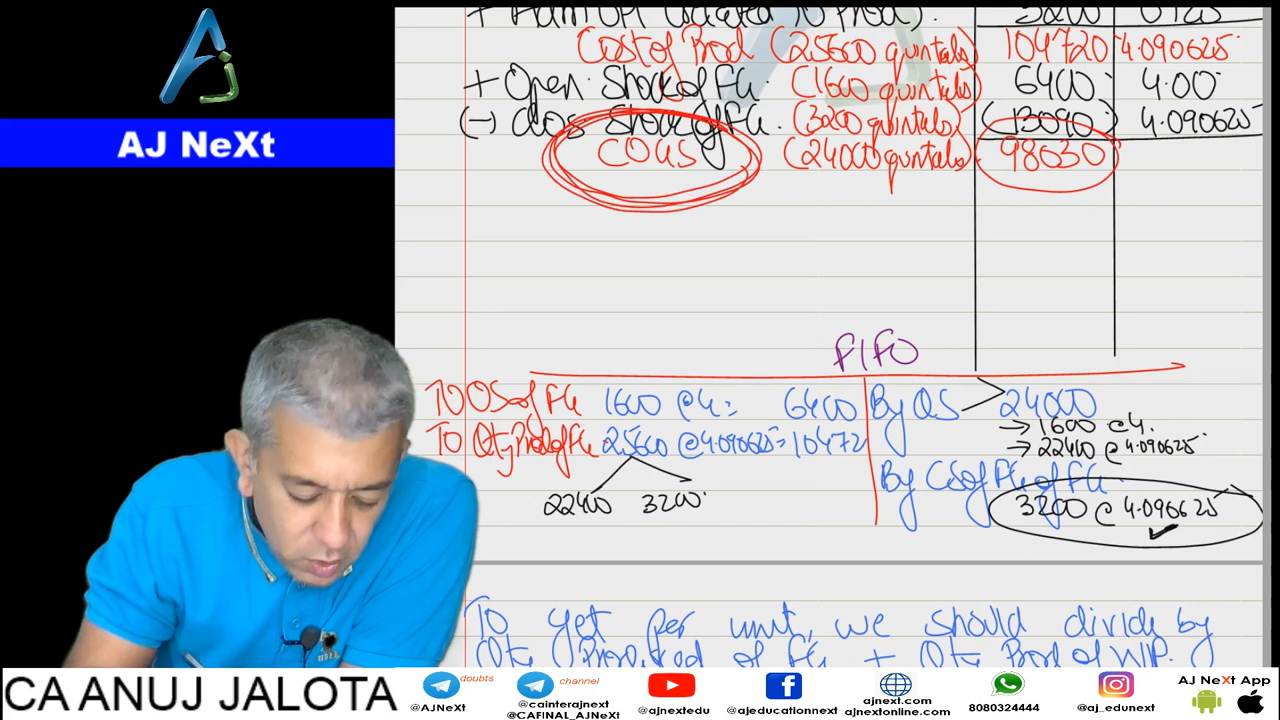 AJ NeXt
Cost of Prod (25600 quintals) 104720 4.090625
+ Open. Stock of FG. (1600 quintals) 6400 4.00
(-) Clos Stock of FG. (3200 quintals) (13090) 4.090625
COGS (24000 quintals) 98030
FIFO
To OS of FG 1600 @ 4 = 6400 By QS 24000
→ 1600 @ 4.
To Qty Prod of FG 25600 @ 4.090625 = 10472
→ 22400 @ 4.090625
By CS of FG of FG.
22400 3200
3200 @ 4.090625
To get per unit, we should divide by
Qty Produced of FG + Qty Prod of WIP.
CA ANUJ JALOTA
doubts
@AJNeXt
channel
@cainterajnext
@CAFINAL_AJNeXt
@ajnextedu
@ajeducationnext
ajnext.com
ajnextonline.com
8080324444
@aj_edunext
AJ NeXt App